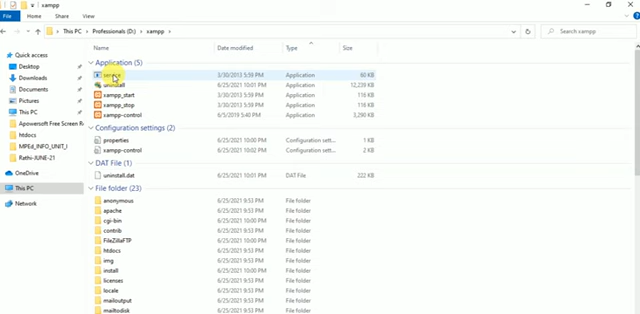 xampp
File Home Share View
This PC > Professionals (D:) > xampp
Search xampp
Name Date modified Type Size
Quick access
Desktop
Downloads
Documents
Pictures
This PC
Apowersoft Free Screen R
htdocs
MPEd_INFO_UNIT_I
Rathi-JUNE-21
OneDrive
This PC
Network
Application (5)
service 3/30/2013 5:59 PM Application 60 KB
uninstall 6/25/2021 10:01 PM Application 12,239 KB
xampp_start 3/30/2013 5:59 PM Application 116 KB
xampp_stop 3/30/2013 5:59 PM Application 116 KB
xampp-control 6/5/2019 5:40 PM Application 3,290 KB
Configuration settings (2)
properties 6/25/2021 10:00 PM Configuration sett... 1 KB
xampp-control 6/25/2021 10:02 PM Configuration sett... 2 KB
DAT File (1)
uninstall.dat 6/25/2021 10:01 PM DAT File 222 KB
File folder (23)
anonymous 6/25/2021 9:53 PM File folder
apache 6/25/2021 9:53 PM File folder
cgi-bin 6/25/2021 10:00 PM File folder
contrib 6/25/2021 9:53 PM File folder
FileZillaFTP 6/25/2021 10:00 PM File folder
htdocs 6/25/2021 9:53 PM File folder
img 6/25/2021 9:53 PM File folder
install 6/25/2021 10:00 PM File folder
licenses 6/25/2021 9:53 PM File folder
locale 6/25/2021 9:53 PM File folder
mailoutput 6/25/2021 9:53 PM File folder
mailtodisk 6/25/2021 9:53 PM File folder